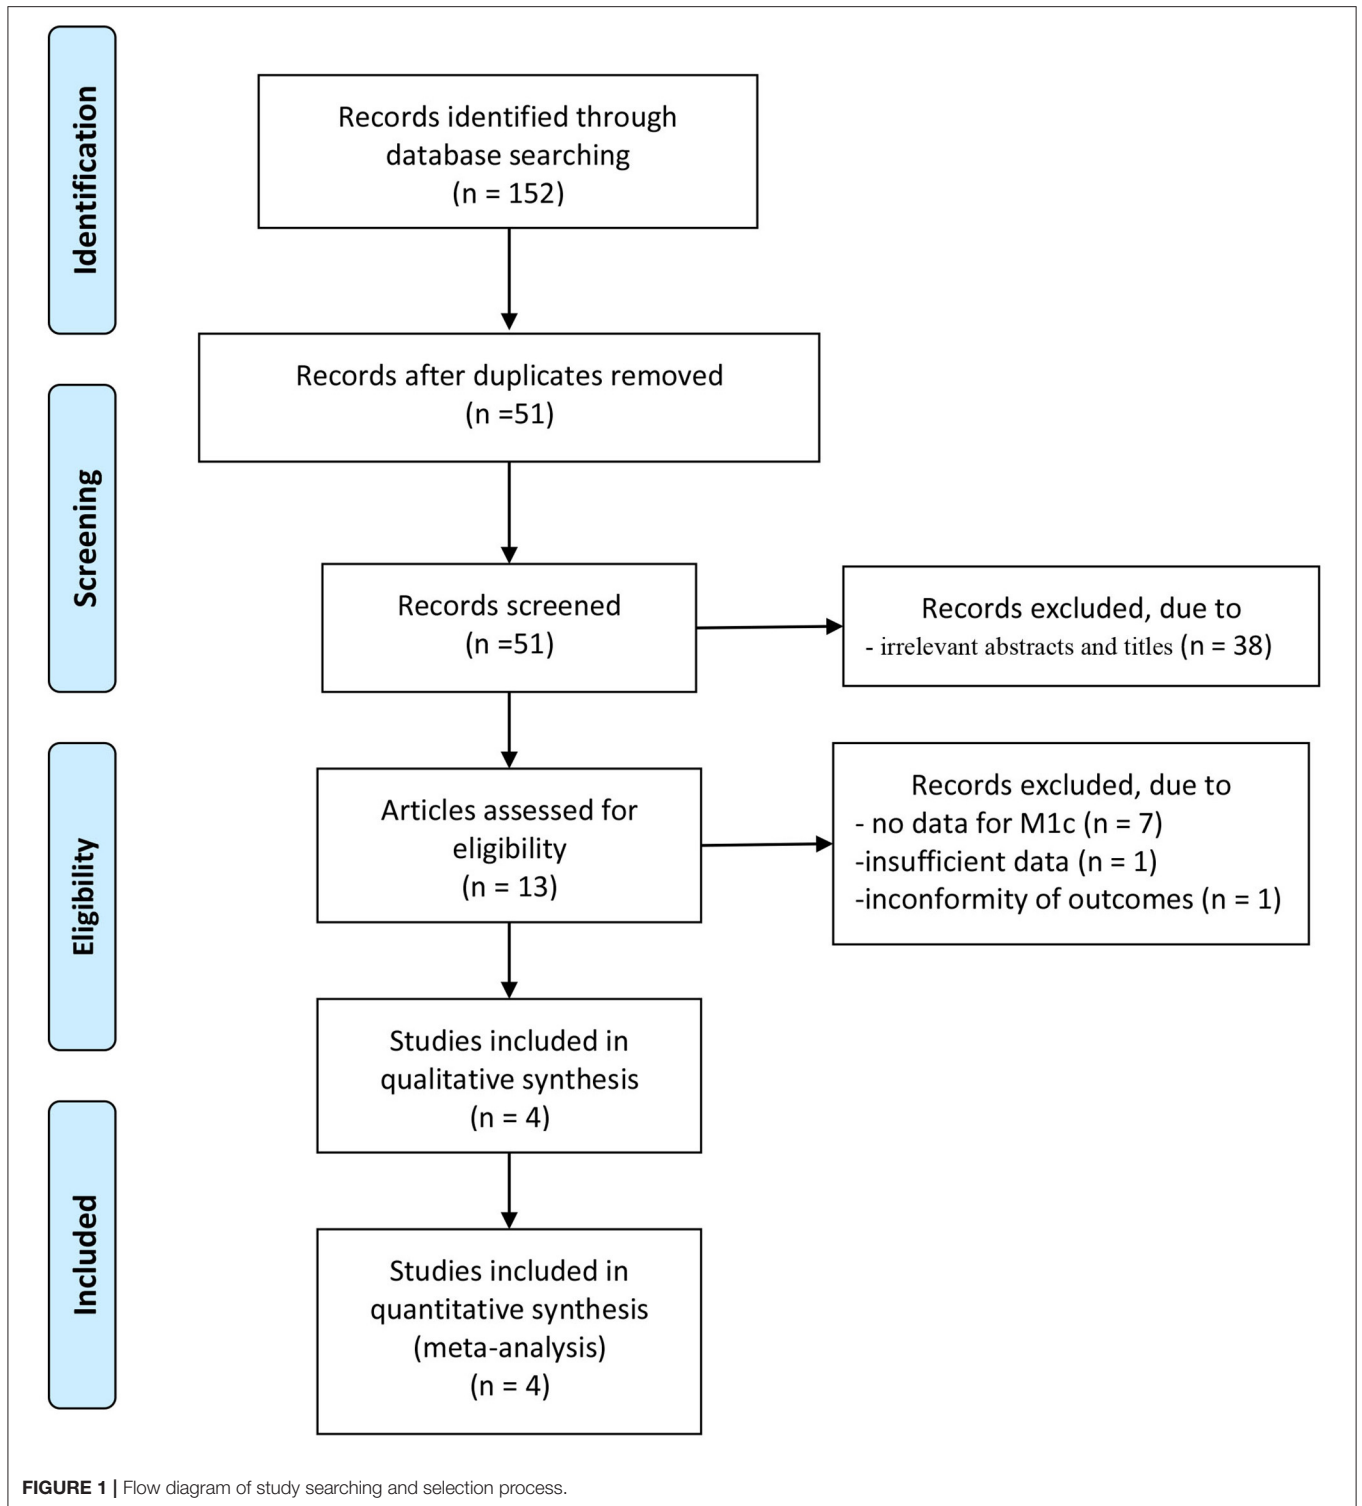 Identification
Records identified through
database searching
(n = 152)
Records after duplicates removed
(n =51)
Screening
Records screened
(n =51)
Records excluded, due to
- irrelevant abstracts and titles (n = 38)
Eligibility
Articles assessed for
eligibility
(n = 13)
Records excluded, due to
- no data for M1c (n = 7)
-insufficient data (n = 1)
-inconformity of outcomes (n = 1)
Studies included in
qualitative synthesis
(n = 4)
Included
Studies included in
quantitative synthesis
(meta-analysis)
(n = 4)
FIGURE 1 | Flow diagram of study searching and selection process.